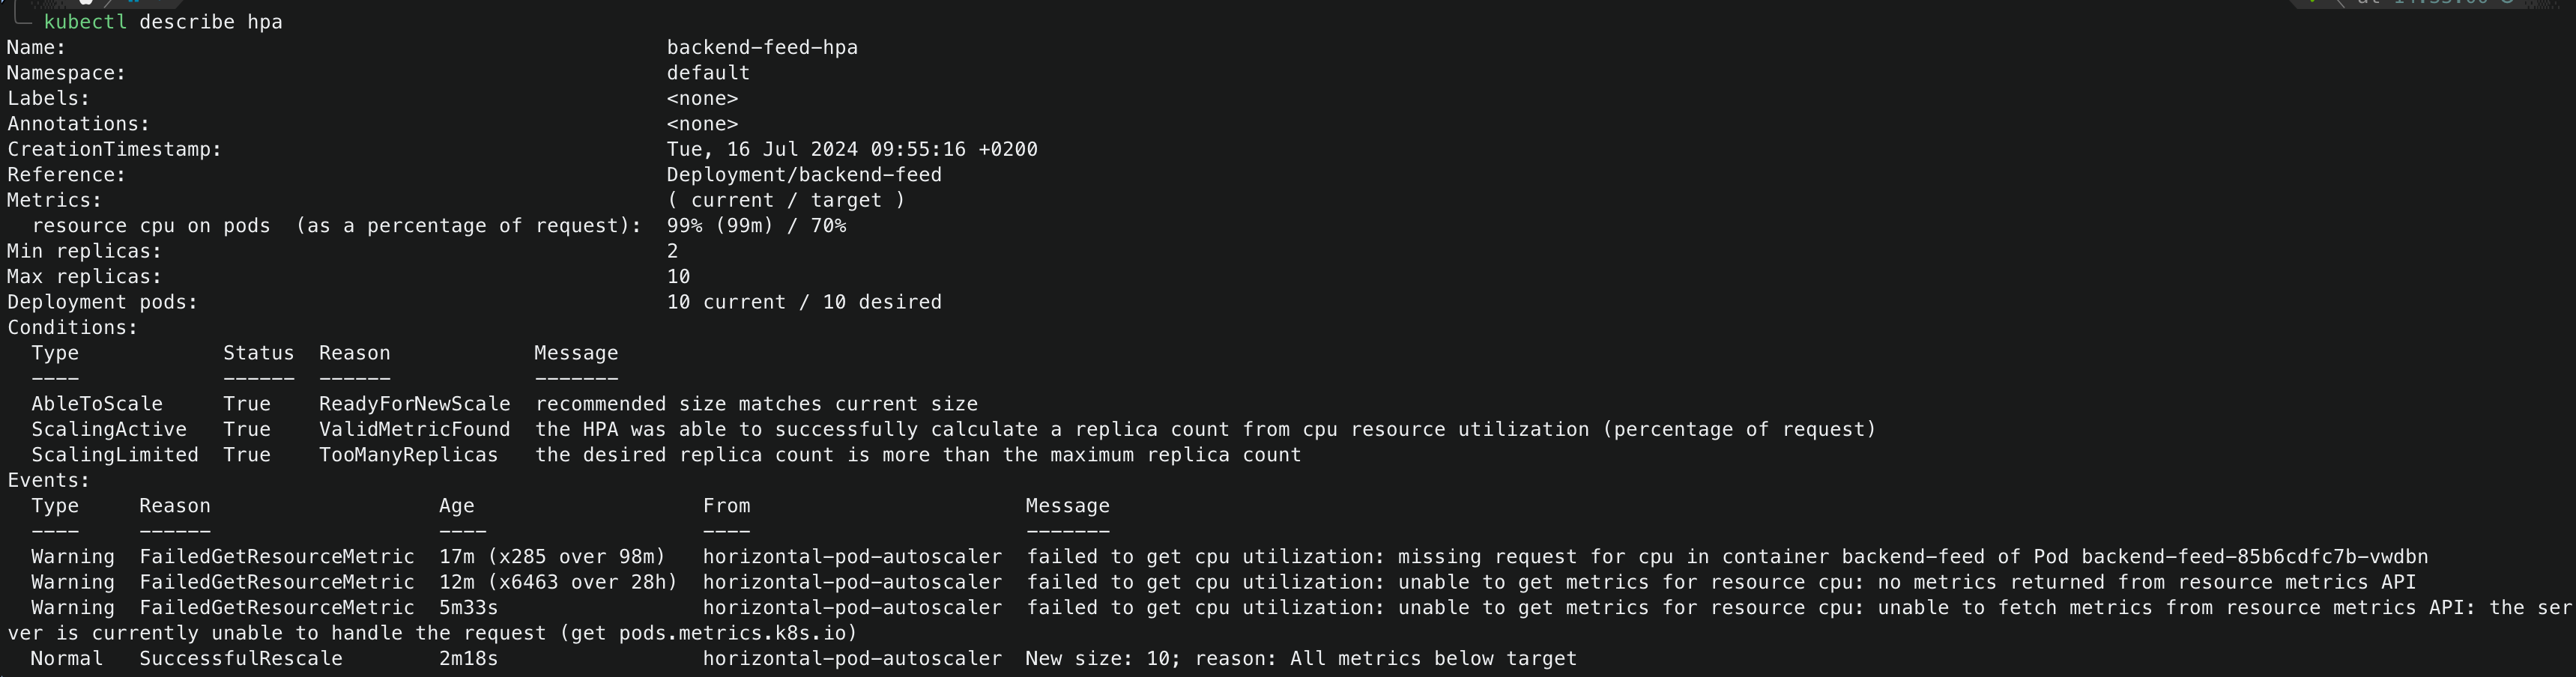 kubectl describe hpa
Name: backend-feed-hpa
Namespace: default
Labels: <none>
Annotations: <none>
CreationTimestamp: Tue, 16 Jul 2024 09:55:16 +0200
Reference: Deployment/backend-feed
Metrics: ( current / target )
resource cpu on pods (as a percentage of request): 99% (99m) / 70%
Min replicas: 2
Max replicas: 10
Deployment pods: 10 current / 10 desired
Conditions:
Type Status Reason Message
---- ------ ------ -------
AbleToScale True ReadyForNewScale recommended size matches current size
ScalingActive True ValidMetricFound the HPA was able to successfully calculate a replica count from cpu resource utilization (percentage of request)
ScalingLimited True TooManyReplicas the desired replica count is more than the maximum replica count
Events:
Type Reason Age From Message
---- ------ ---- ---- -------
Warning FailedGetResourceMetric 17m (x285 over 98m) horizontal-pod-autoscaler failed to get cpu utilization: missing request for cpu in container backend-feed of Pod backend-feed-85b6cdfc7b-vwdbn
Warning FailedGetResourceMetric 12m (x6463 over 28h) horizontal-pod-autoscaler failed to get cpu utilization: unable to get metrics for resource cpu: no metrics returned from resource metrics API
Warning FailedGetResourceMetric 5m33s horizontal-pod-autoscaler failed to get cpu utilization: unable to get metrics for resource cpu: unable to fetch metrics from resource metrics API: the ser
ver is currently unable to handle the request (get pods.metrics.k8s.io)
Normal SuccessfulRescale 2m18s horizontal-pod-autoscaler New size: 10; reason: All metrics below target